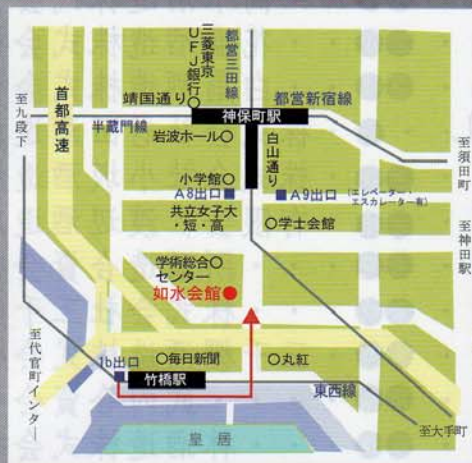 三菱東京
UFJ銀行
都営三田線
首都高速
靖国通り
神保町駅
都営新宿線
至九段下
半蔵門線
岩波ホール
白山通り
至須田町
小学館
A8出口
A9出口
(エレベーター・
エスカレーター有)
共立女子大
・短・高
学士会館
至神田駅
学術総合
センター
如水会館
至代官町インター
1b出口
毎日新聞
丸紅
竹橋駅
東西線
皇居
至大手町